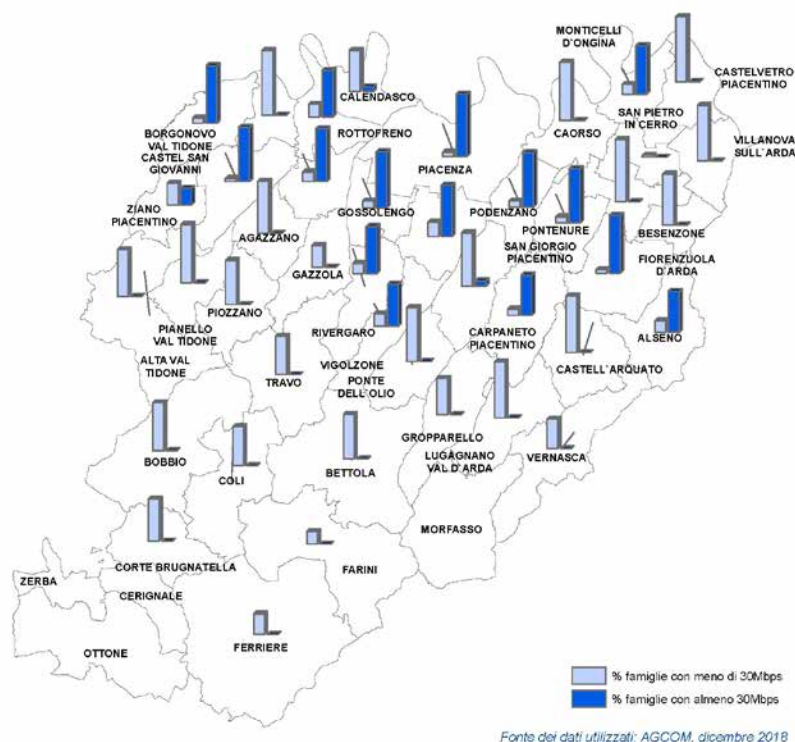 MONTICELLI
D'ONGINA
CASTELVETRO
PIACENTINO
CALENDASCO
SAN PIETRO
IN CERRO
BORGONOVO
VAL TIDONE
CASTEL SAN
GIOVANNI
ROTTOFRENO
CAORSO
VILLANOVA
SULL'ARDA
PIACENZA
ZIANO
PIACENTINO
GOSSOLENGO
PODENZANO
BESENZONE
AGAZZANO
PONTENURE
SAN GIORGIO
PIACENTINO
FIORENZUOLA
D'ARDA
GAZZOLA
PIOZZANO
PIANELLO
VAL TIDONE
RIVERGARO
CARPANETO
PIACENTINO
ALSENO
ALTA VAL
TIDONE
VIGOLZONE
CASTELL'ARQUATO
TRAVO
PONTE
DELL'OLIO
GROPPARELLO
LUGAGNANO
VAL D'ARDA
VERNASCA
BOBBIO
COLI
BETTOLA
MORFASSO
CORTE BRUGNATELLA
FARINI
ZERBA
CERIGNALE
FERRIERE
OTTONE
% famiglie con meno di 30Mbps
% famiglie con almeno 30Mbps
Fonte dei dati utilizzati: AGCOM, dicembre 2018